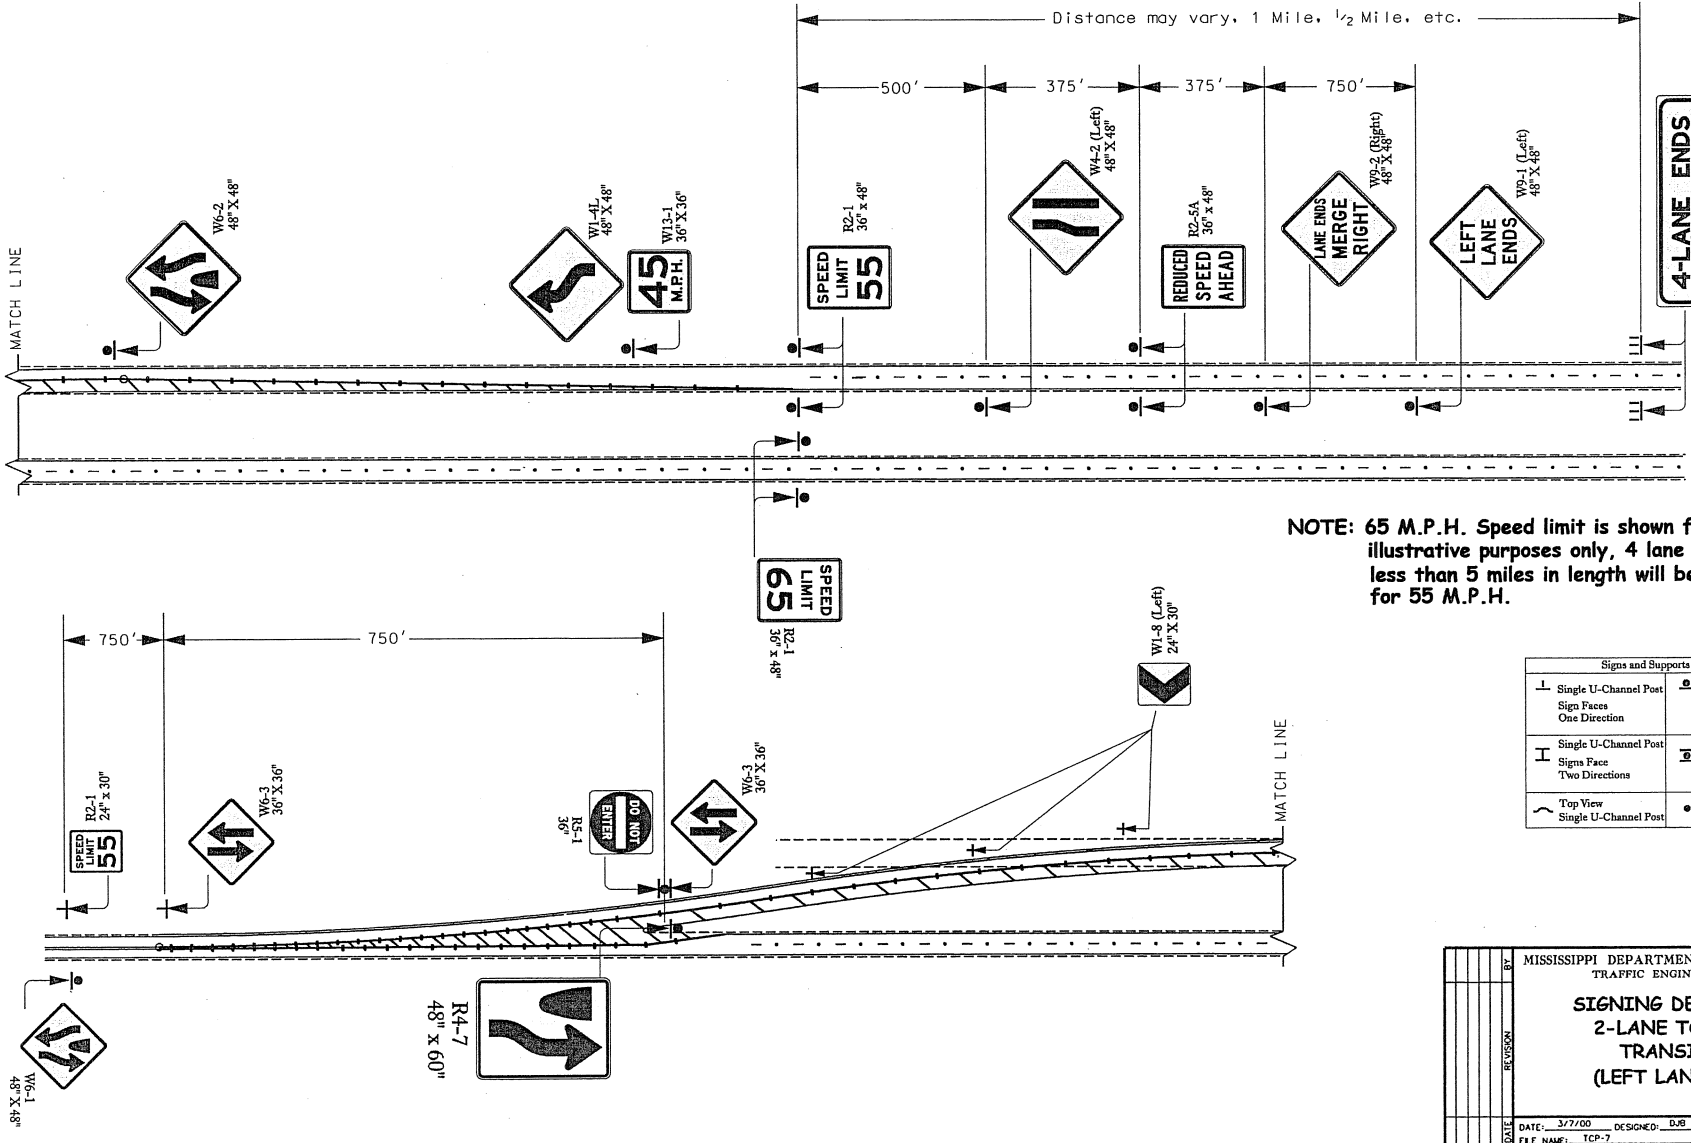 Distance may vary, 1 Mile, 1/2 Mile, etc.
500'
375'
375'
750'
MATCH LINE
W6-2
48" X 48"
W1-4L
48" X 48"
W13-1
36" X 36"
45
M.P.H.
R2-1
36" x 48"
SPEED
LIMIT
55
W4-2 (Left)
48" X 48"
R2-5A
36" x 48"
REDUCED
SPEED
AHEAD
W9-2 (Right)
48" X 48"
LANE ENDS
MERGE
RIGHT
W9-1 (Left)
48" X 48"
LEFT
LANE
ENDS
4-LANE ENDS
SPEED
LIMIT
65
R2-1
36" x 48"
NOTE: 65 M.P.H. Speed limit is shown f
illustrative purposes only, 4 lane
less than 5 miles in length will be
for 55 M.P.H.
750'
750'
R2-1
24" x 30"
SPEED
LIMIT
55
W6-3
36" X 36"
DO NOT
ENTER
R5-1
36"
W6-3
36" X 36"
W1-8 (Left)
24" X 30"
MATCH LINE
R4-7
48" x 60"
W6-1
48" X 48"
Signs and Supports
Single U-Channel Post
Sign Faces
One Direction
Single U-Channel Post
Signs Face
Two Directions
Top View
Single U-Channel Post
BY
REVISION
DATE
MISSISSIPPI DEPARTMEN
TRAFFIC ENGIN
SIGNING DE
2-LANE T
TRANSI
(LEFT LAN
DATE: 3/7/00 DESIGNED: DJB
FILE NAME: TCP-7